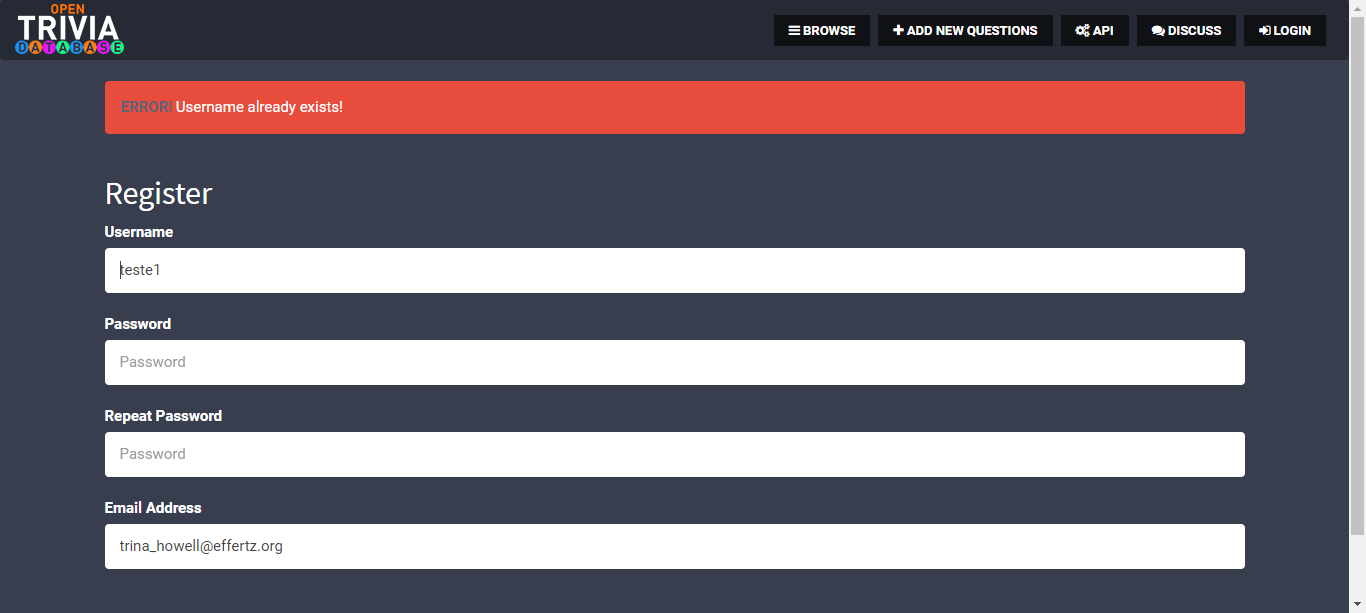 OPEN
TRIVIA
DATABASE
BROWSE
ADD NEW QUESTIONS
API
DISCUSS
LOGIN
ERROR! Username already exists!
Register
Username
teste1
Password
Password
Repeat Password
Password
Email Address
trina_howell@effertz.org